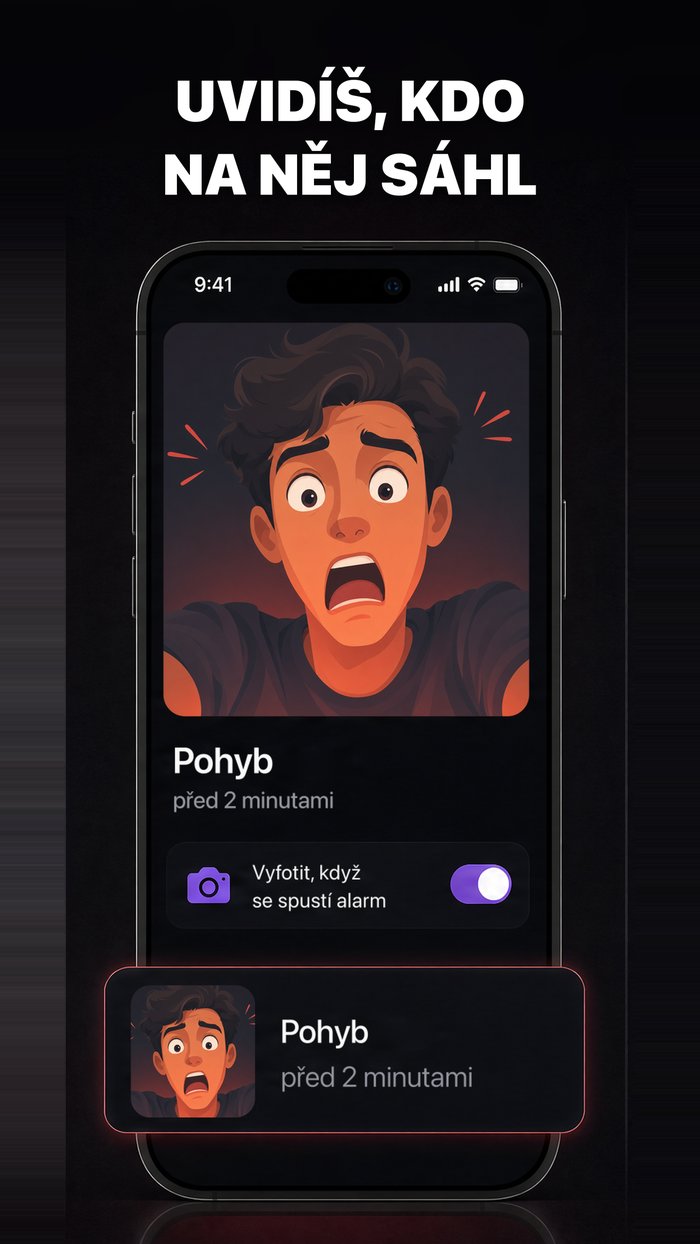 UVIDÍŠ, KDO
NA NĚJ SÁHL
9:41
Pohyb
před 2 minutami
Vyfotit, když
se spustí alarm
Pohyb
před 2 minutami